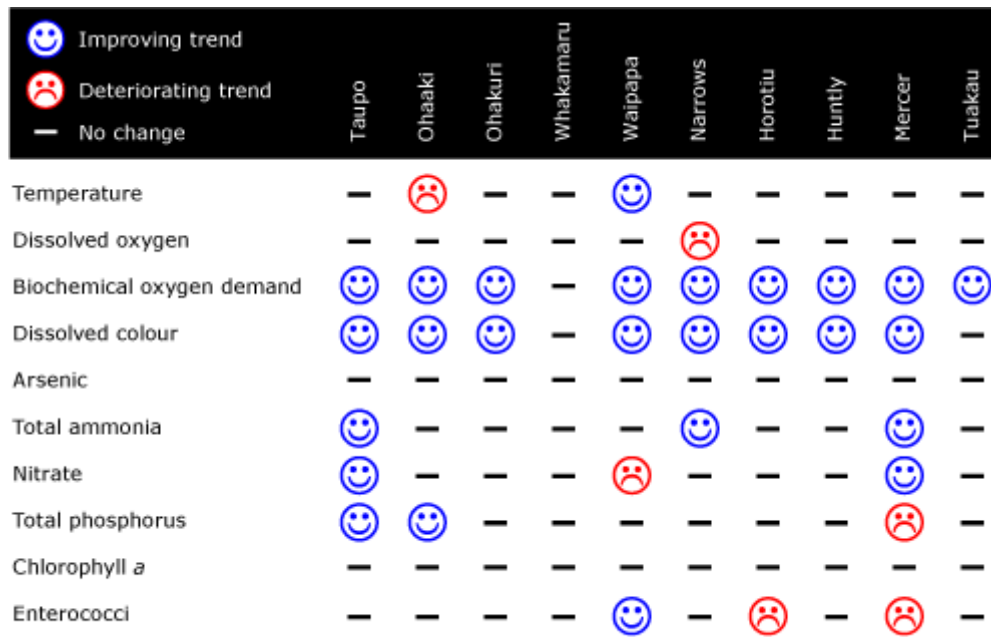 Improving trend
Deteriorating trend
No change
Taupo
Ohaaki
Ohakuri
Whakamaru
Waipapa
Narrows
Horotiu
Huntly
Mercer
Tuakau
Temperature
Dissolved oxygen
Biochemical oxygen demand
Dissolved colour
Arsenic
Total ammonia
Nitrate
Total phosphorus
Chlorophyll a
Enterococci